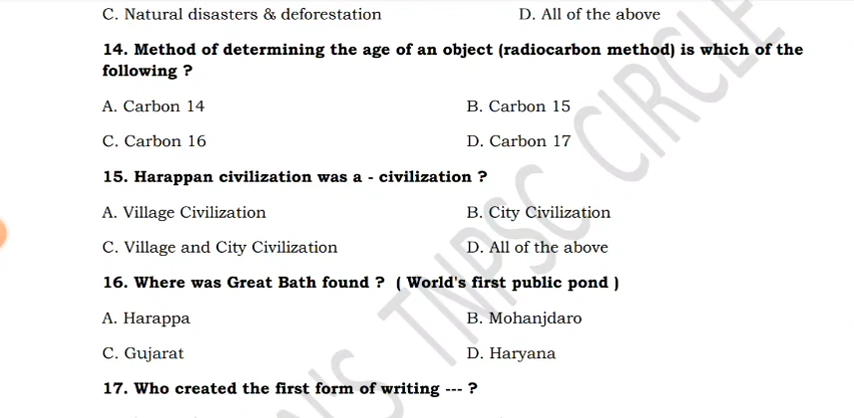 C. Natural disasters & deforestation D. All of the above
14. Method of determining the age of an object (radiocarbon method) is which of the
following ?
A. Carbon 14 B. Carbon 15
C. Carbon 16 D. Carbon 17
15. Harappan civilization was a - civilization ?
A. Village Civilization B. City Civilization
C. Village and City Civilization D. All of the above
16. Where was Great Bath found ? ( World's first public pond )
A. Harappa B. Mohanjdaro
C. Gujarat D. Haryana
17. Who created the first form of writing --- ?
'S TNPSC CIRCLE